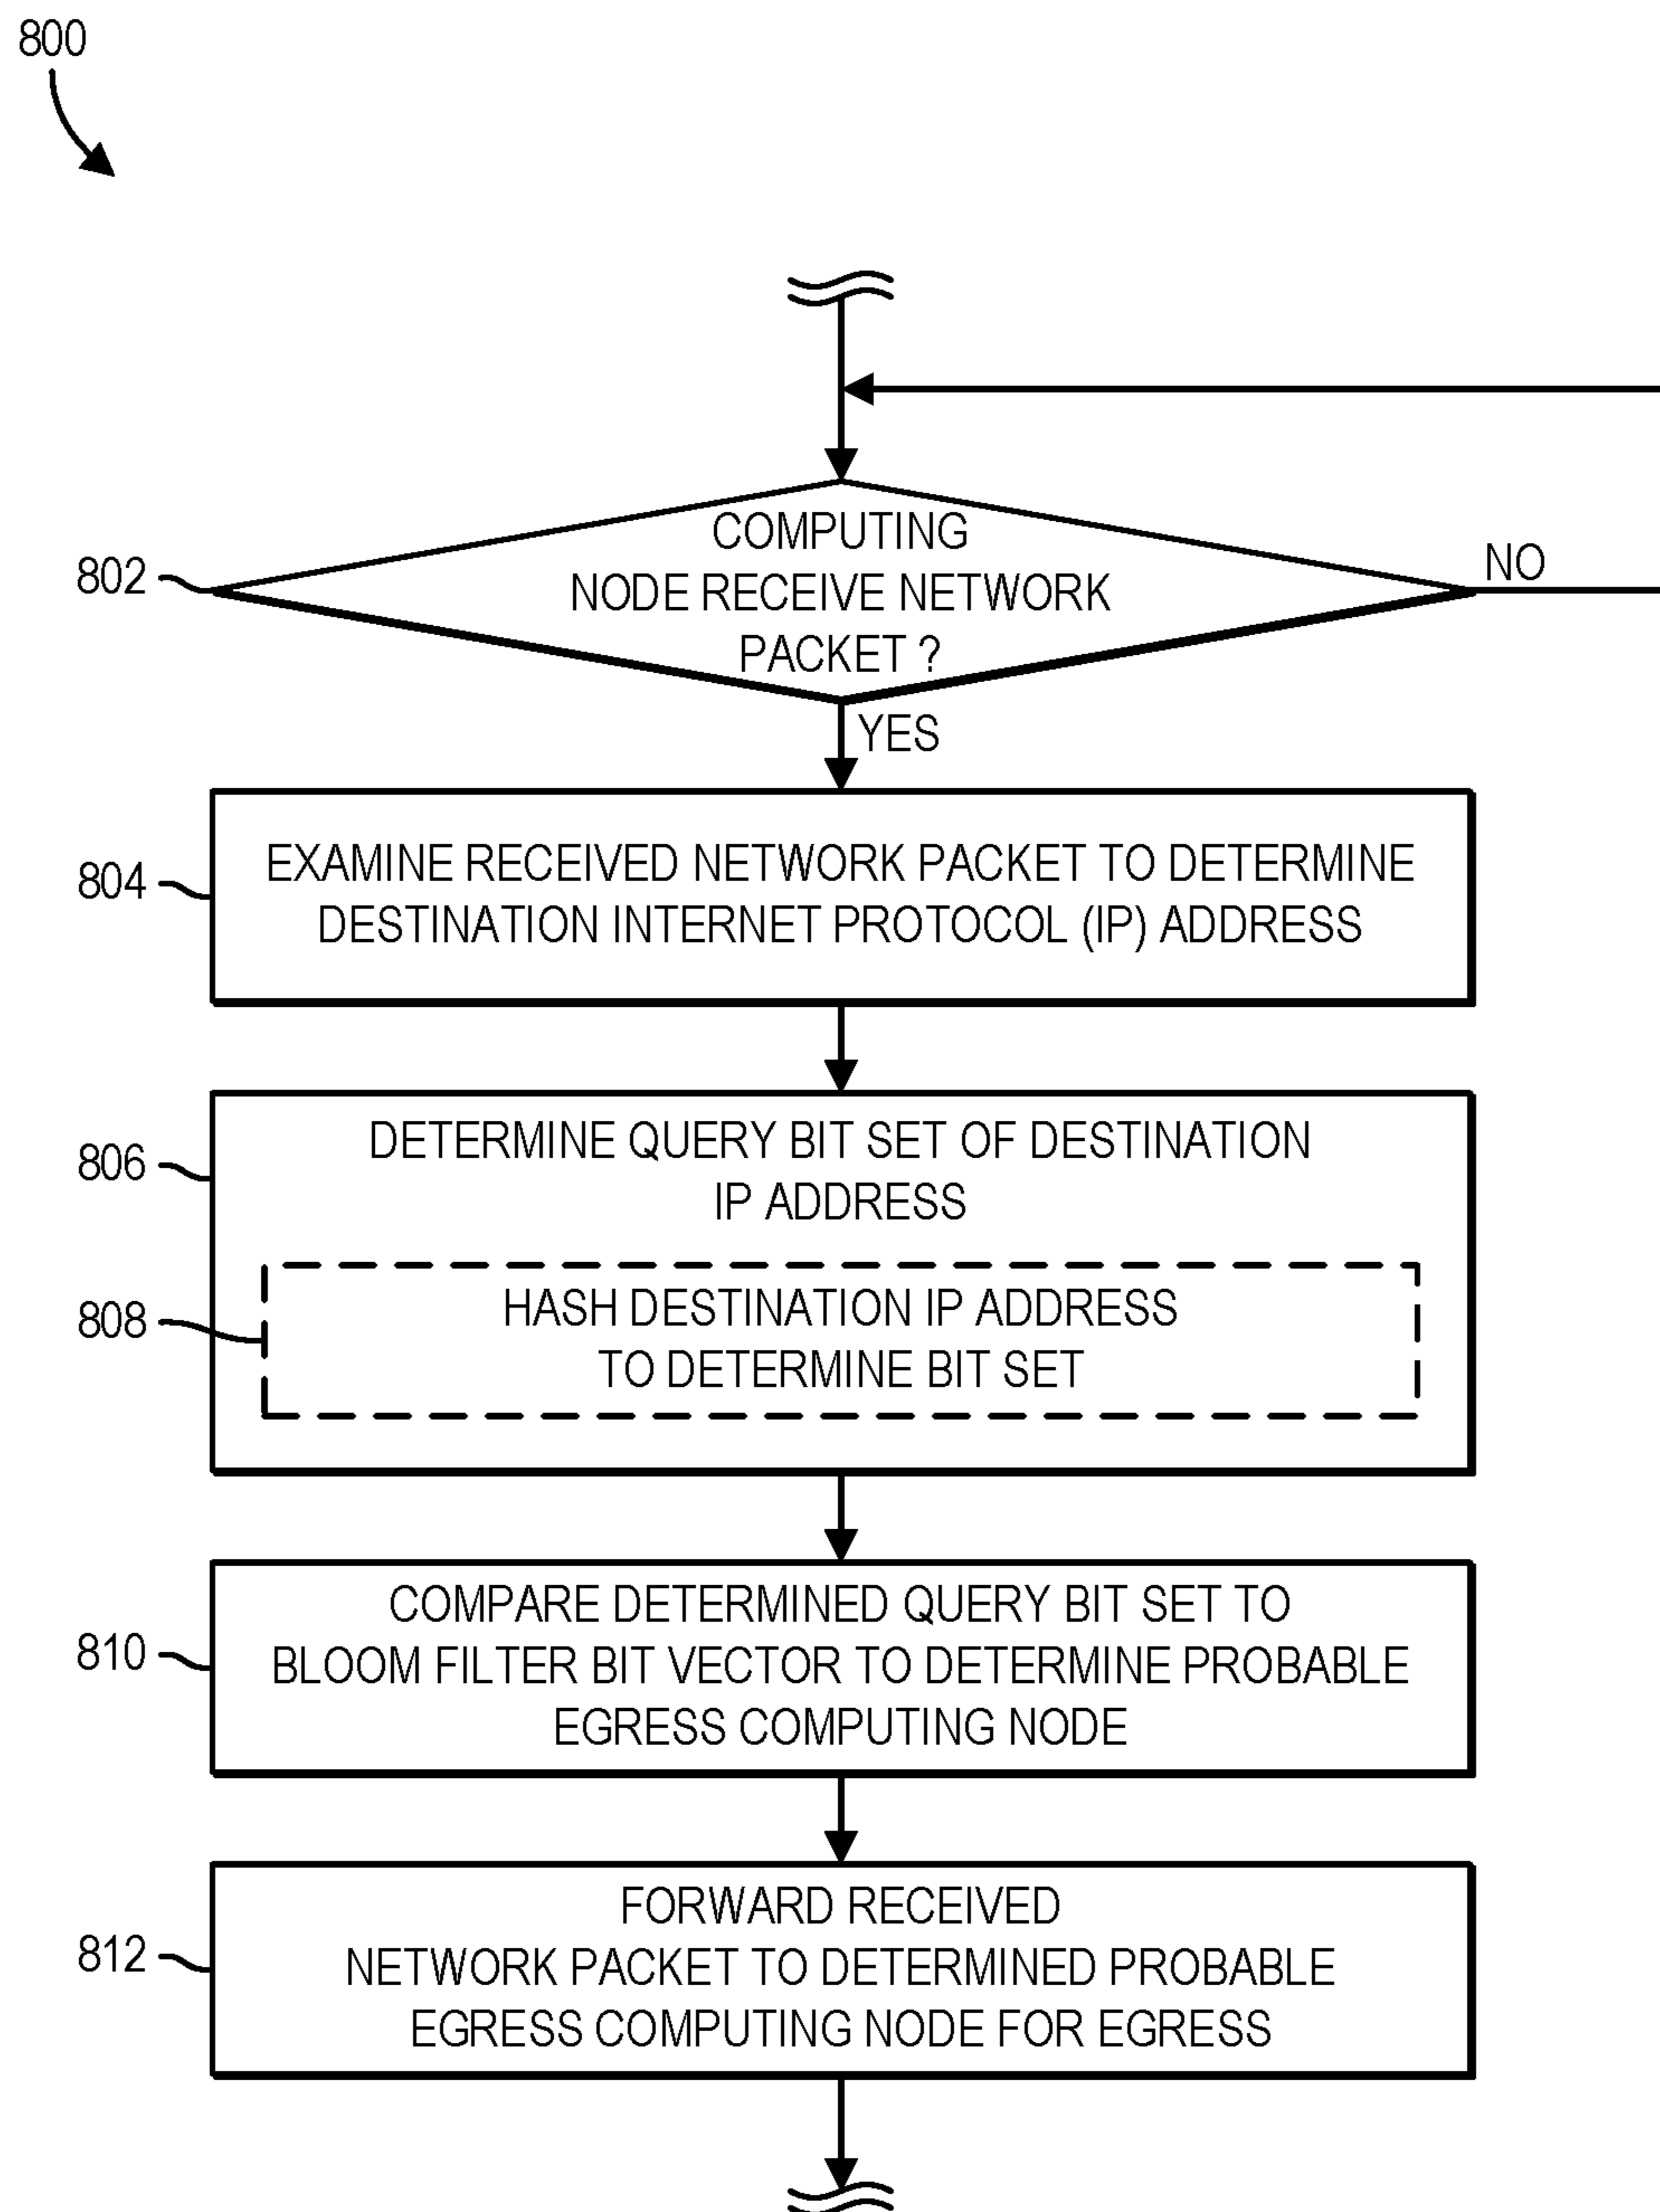 800
COMPUTING
NODE RECEIVE NETWORK
PACKET ?
802
NO
YES
804
EXAMINE RECEIVED NETWORK PACKET TO DETERMINE
DESTINATION INTERNET PROTOCOL (IP) ADDRESS
806
DETERMINE QUERY BIT SET OF DESTINATION
IP ADDRESS
808
HASH DESTINATION IP ADDRESS
TO DETERMINE BIT SET
810
COMPARE DETERMINED QUERY BIT SET TO
BLOOM FILTER BIT VECTOR TO DETERMINE PROBABLE
EGRESS COMPUTING NODE
812
FORWARD RECEIVED
NETWORK PACKET TO DETERMINED PROBABLE
EGRESS COMPUTING NODE FOR EGRESS